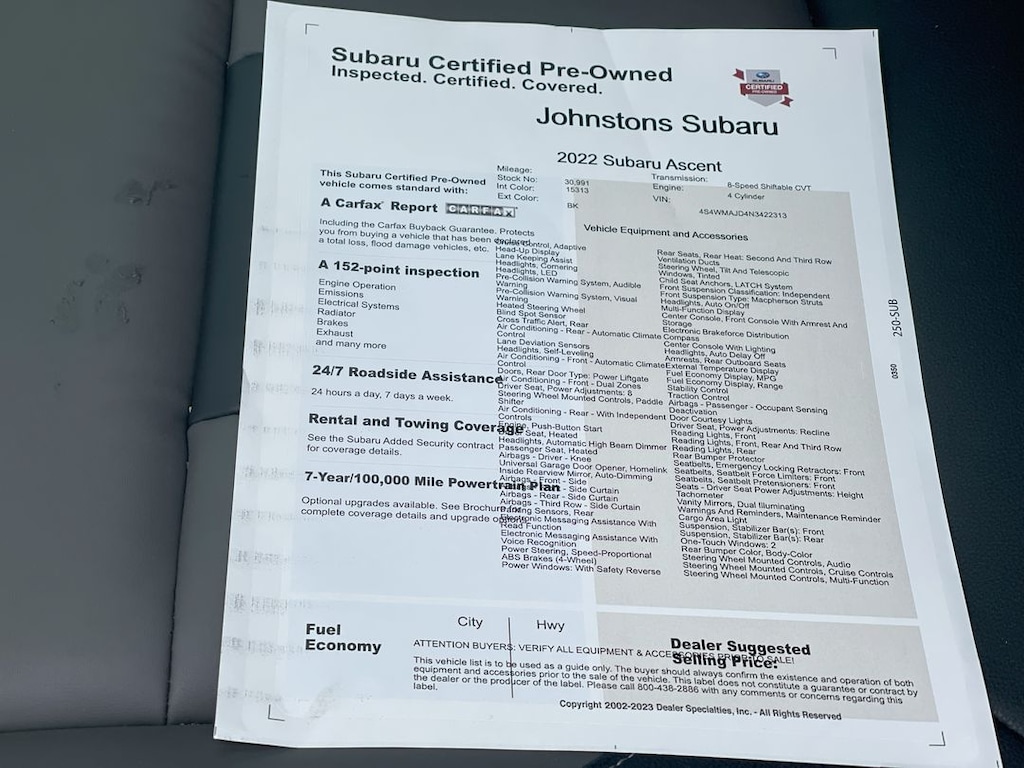 Subaru Certified Pre-Owned
Inspected. Certified. Covered.
SUBARU
CERTIFIED
PRE-OWNED
Johnstons Subaru
2022 Subaru Ascent
This Subaru Certified Pre-Owned
vehicle comes standard with:
Mileage: 30,991
Stock No: 15313
Int Color:
Ext Color: BK
Transmission: 8-Speed Shiftable CVT
Engine: 4 Cylinder
VIN: 4S4WMAJD4N3422313
A Carfax® Report CARFAX
Including the Carfax Buyback Guarantee. Protects
you from buying a vehicle that has been
a total loss, flood damage vehicles, etc.
A 152-point inspection
Engine Operation
Emissions
Electrical Systems
Radiator
Brakes
Exhaust
and many more
24/7 Roadside Assistance
24 hours a day, 7 days a week.
Rental and Towing Coverage
See the Subaru Added Security contract
for coverage details.
7-Year/100,000 Mile Powertrain Plan
Optional upgrades available. See Brochure for
complete coverage details and upgrade options.
Vehicle Equipment and Accessories
Cruise Control, Adaptive
Head-Up Display
Lane Keeping Assist
Headlights, Cornering
Headlights, LED
Pre-Collision Warning System, Audible
Warning
Pre-Collision Warning System, Visual
Warning
Heated Steering Wheel
Blind Spot Sensor
Cross Traffic Alert, Rear
Air Conditioning - Rear - Automatic Climate
Control
Lane Deviation Sensors
Headlights, Self-Leveling
Air Conditioning - Front - Automatic Climate
Control
Doors, Rear Door Type: Power Liftgate
Air Conditioning - Front - Dual Zones
Driver Seat, Power Adjustments: 8
Steering Wheel Mounted Controls, Paddle
Shifter
Air Conditioning - Rear - With Independent
Controls
Engine, Push-Button Start
Seat, Heated
Headlights, Automatic High Beam Dimmer
Passenger Seat, Heated
Airbags - Driver - Knee
Universal Garage Door Opener, Homelink
Inside Rearview Mirror, Auto-Dimming
Airbags - Front - Side
Airbags - Front - Side Curtain
Airbags - Rear - Side Curtain
Airbags - Third Row - Side Curtain
Parking Sensors, Rear
Electronic Messaging Assistance With
Read Function
Electronic Messaging Assistance With
Voice Recognition
Power Steering, Speed-Proportional
ABS Brakes (4-Wheel)
Power Windows: With Safety Reverse
Rear Seats, Rear Heat: Second And Third Row
Ventilation Ducts
Steering Wheel, Tilt And Telescopic
Windows, Tinted
Child Seat Anchors, LATCH System
Front Suspension Classification: Independent
Front Suspension Type: Macpherson Struts
Headlights, Auto On/Off
Multi-Function Display
Center Console, Front Console With Armrest And
Storage
Electronic Brakeforce Distribution
Compass
Center Console With Lighting
Headlights, Auto Delay Off
Armrests, Rear Outboard Seats
External Temperature Display
Fuel Economy Display, MPG
Fuel Economy Display, Range
Stability Control
Traction Control
Airbags - Passenger - Occupant Sensing
Deactivation
Door Courtesy Lights
Driver Seat, Power Adjustments: Recline
Reading Lights, Front
Reading Lights, Front, Rear And Third Row
Reading Lights, Rear
Rear Bumper Protector
Seatbelts, Emergency Locking Retractors: Front
Seatbelts, Seatbelt Force Limiters: Front
Seatbelts, Seatbelt Pretensioners: Front
Seats - Driver Seat Power Adjustments: Height
Tachometer
Vanity Mirrors, Dual Illuminating
Warnings And Reminders, Maintenance Reminder
Cargo Area Light
Suspension, Stabilizer Bar(s): Front
Suspension, Stabilizer Bar(s): Rear
One-Touch Windows: 2
Rear Bumper Color, Body-Color
Steering Wheel Mounted Controls, Audio
Steering Wheel Mounted Controls, Cruise Controls
Steering Wheel Mounted Controls, Multi-Function
250-SUB
0350
Fuel
Economy
City
Hwy
Dealer Suggested
Selling Price:
ATTENTION BUYERS: VERIFY ALL EQUIPMENT & ACCESSORIES PRIOR TO SALE!
This vehicle list is to be used as a guide only. The buyer should always confirm the existence and operation of both
equipment and accessories prior to the sale of the vehicle. This label does not constitute a guarantee or contract by
the dealer or the producer of the label. Please call 800-438-2886 with any comments or concerns regarding this
label.
Copyright 2002-2023 Dealer Specialties, Inc. - All Rights Reserved